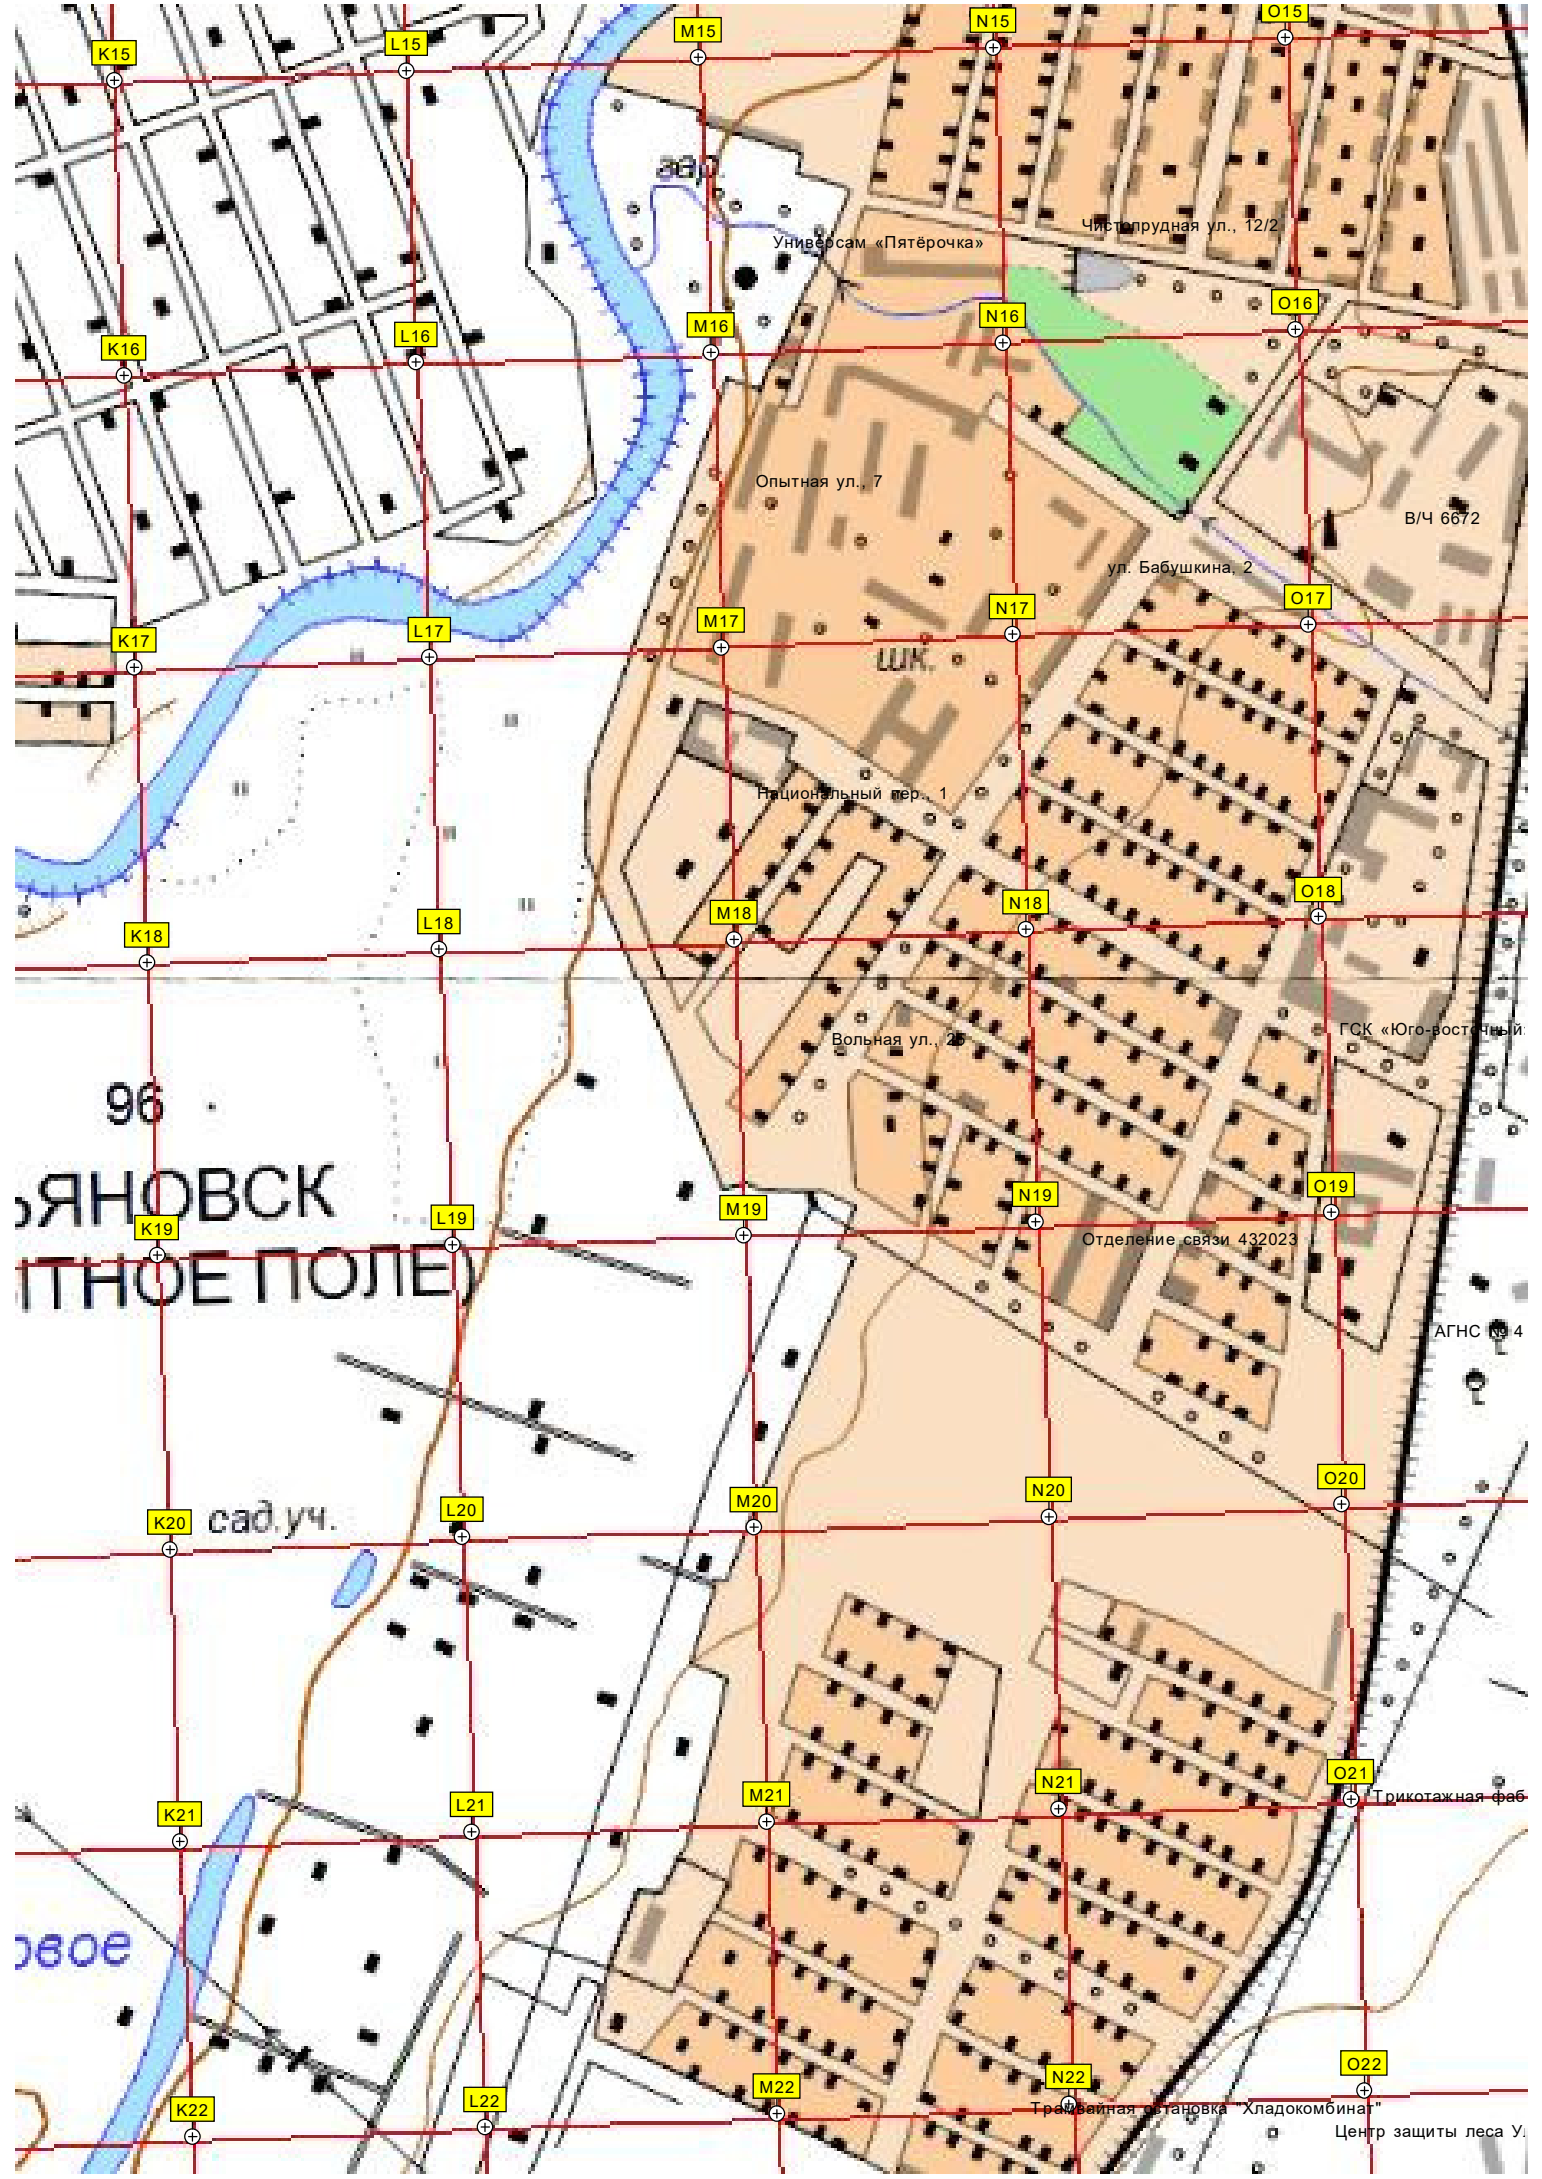 K15
L15
M15
N15
O15
Чистопрудная ул., 12/2
Универсам «Пятёрочка»
K16
L16
M16
N16
O16
Опытная ул., 7
В/Ч 6672
ул. Бабушкина, 2
K17
L17
M17
N17
O17
шк.
Национальный пер., 1
K18
L18
M18
N18
O18
ГСК «Юго-восточный
Вольная ул., 25
96
ЬЯНОВСК
K19
L19
M19
N19
O19
Отделение связи 432023
ПТНОЕ ПОЛЕ)
АГНС № 4
K20
L20
M20
N20
O20
сад.уч.
K21
L21
M21
N21
O21
Трикотажная фаб
овое
K22
L22
M22
N22
O22
Трамвайная остановка "Хладокомбинат"
Центр защиты леса У